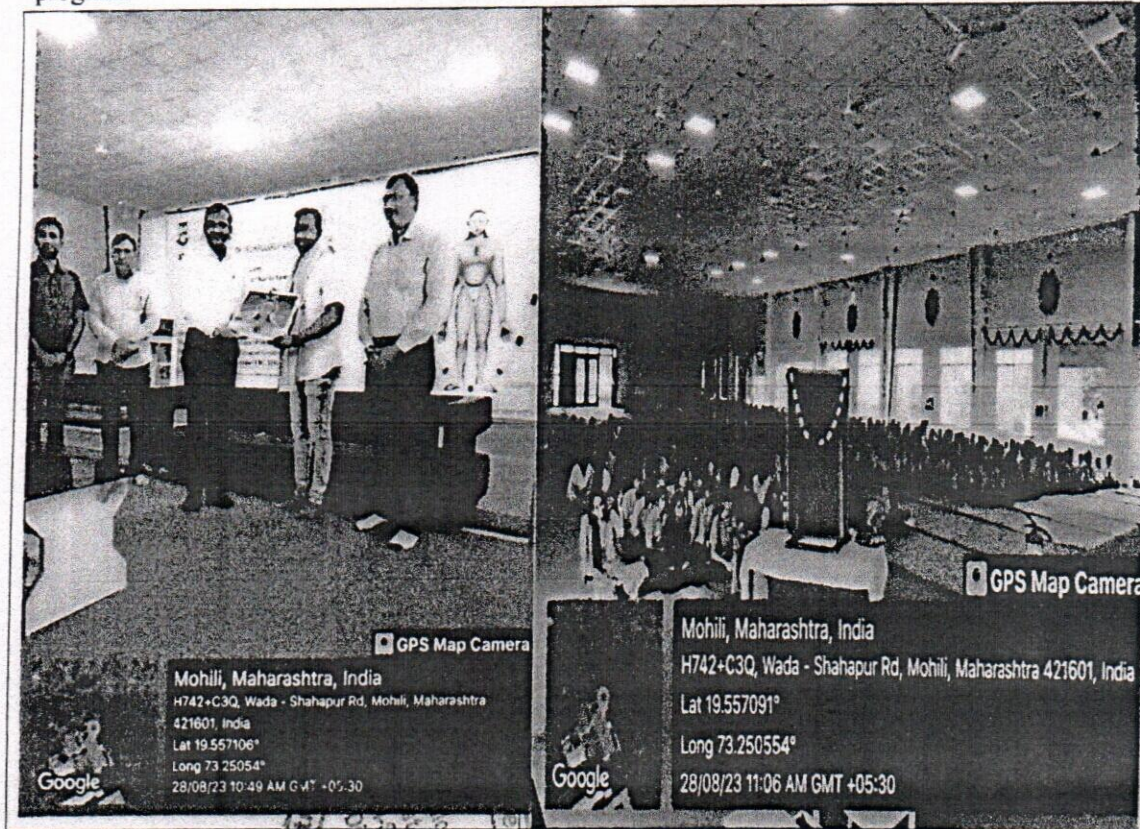 GPS Map Camera
Mohili, Maharashtra, India
H742+C3Q, Wada - Shahapur Rd, Mohili, Maharashtra
421601, India
Lat 19.557106°
Long 73.25054°
28/08/23 10:49 AM GMT +05:30
Google
GPS Map Camera
Mohili, Maharashtra, India
H742+C3Q, Wada - Shahapur Rd, Mohili, Maharashtra 421601, India
Lat 19.557091°
Long 73.250554°
28/08/23 11:06 AM GMT +05:30
Google